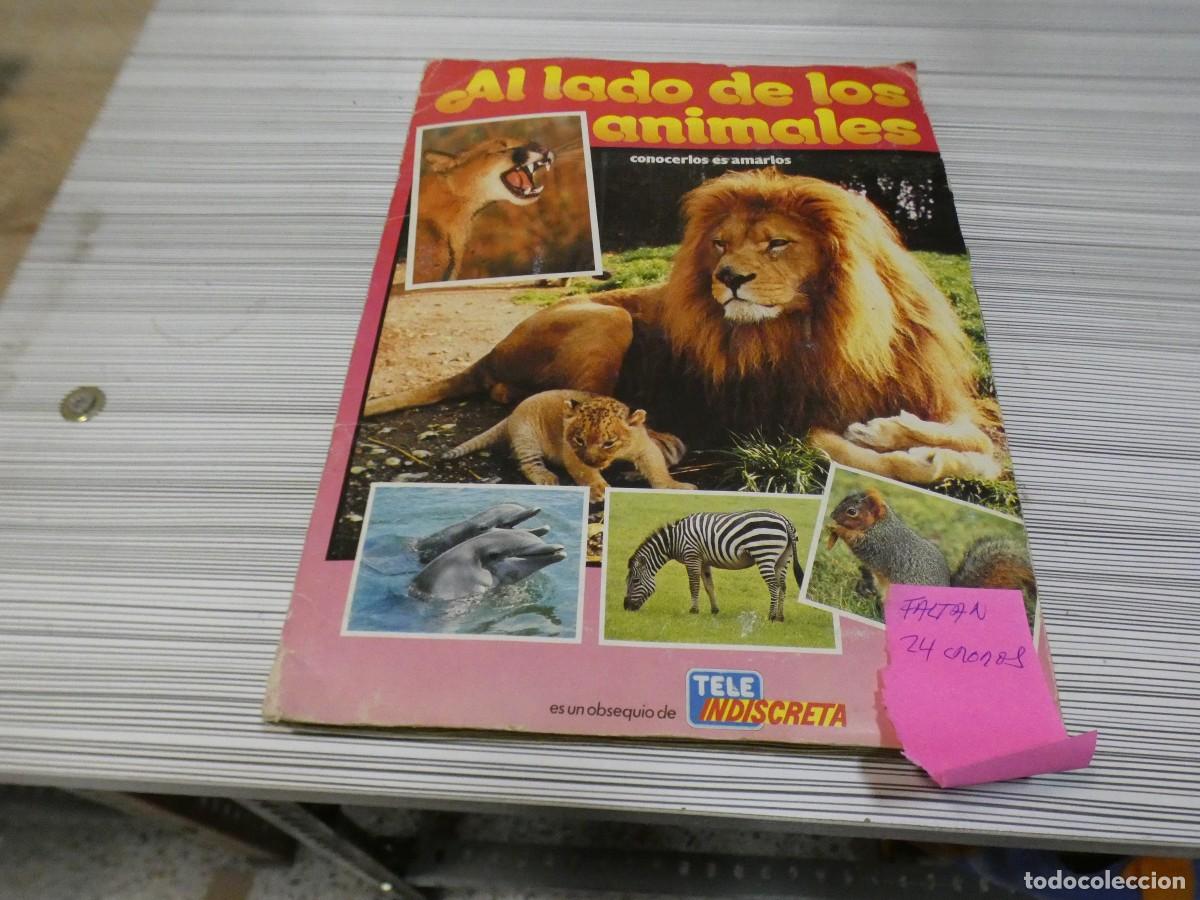 Al lado de los
animales
conocerlos es amarlos
FALTAN
24 cromos
es un obsequio de
TELE
INDISCRETA
todocoleccion